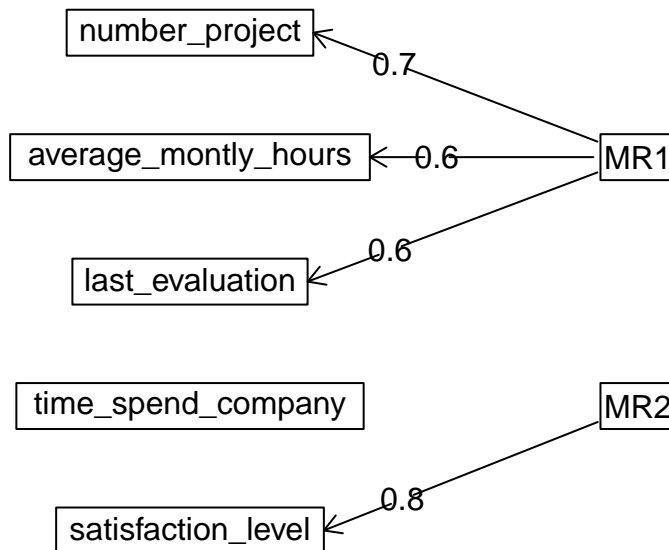 number_project
0.7
average_montly_hours
0.6
MR1
0.6
last_evaluation
time_spend_company
MR2
0.8
satisfaction_level